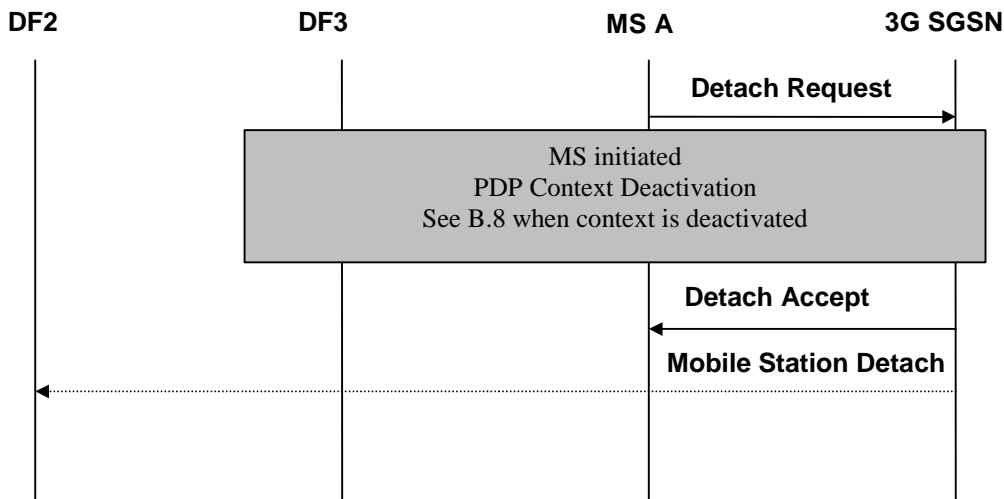 DF2 DF3 MS A 3G SGSN
Detach Request
MS initiated
PDP Context Deactivation
See B.8 when context is deactivated
Detach Accept
Mobile Station Detach